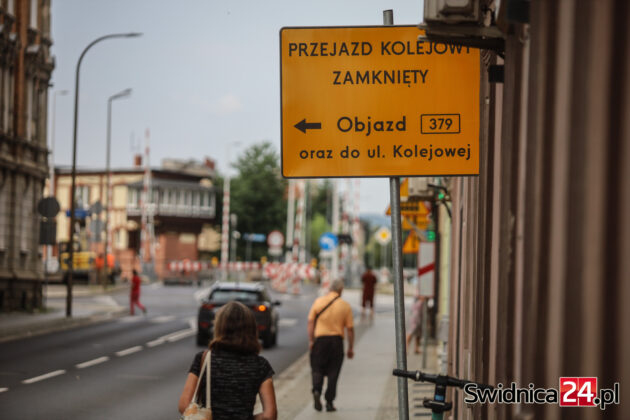 PRZEJAZD KOLEJOWY
ZAMKNIĘTY
Objazd 379
oraz do ul. Kolejowej
Swidnica24.pl